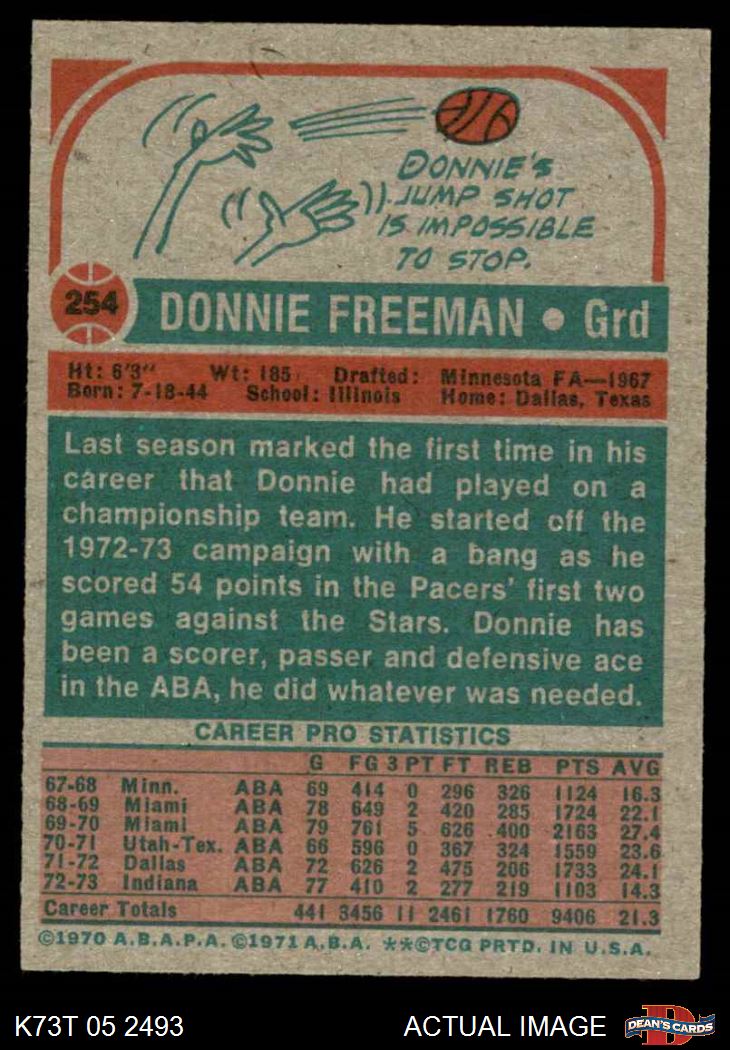 DONNIE'S
JUMP SHOT
IS IMPOSSIBLE
TO STOP.
254
DONNIE FREEMAN • Grd
Ht: 6'3" Wt: 185 Drafted: Minnesota FA—1967
Born: 7-18-44 School: Illinois Home: Dallas, Texas
Last season marked the first time in his
career that Donnie had played on a
championship team. He started off the
1972-73 campaign with a bang as he
scored 54 points in the Pacers' first two
games against the Stars. Donnie has
been a scorer, passer and defensive ace
in the ABA, he did whatever was needed.
CAREER PRO STATISTICS
G FG 3 PT FT REB PTS AVG
67-68 Minn. ABA 69 414 0 296 326 1124 16.3
68-69 Miami ABA 78 649 2 420 285 1724 22.1
69-70 Miami ABA 79 761 5 626 400 2163 27.4
70-71 Utah-Tex. ABA 66 596 0 367 324 1559 23.6
71-72 Dallas ABA 72 626 2 475 206 1733 24.1
72-73 Indiana ABA 77 410 2 277 219 1103 14.3
Career Totals 441 3456 11 2461 1760 9406 21.3
©1970 A.B.A.P.A. ©1971 A.B.A. **©TCG PRTD. IN U.S.A.
K73T 05 2493 ACTUAL IMAGE D DEAN'S CARDS